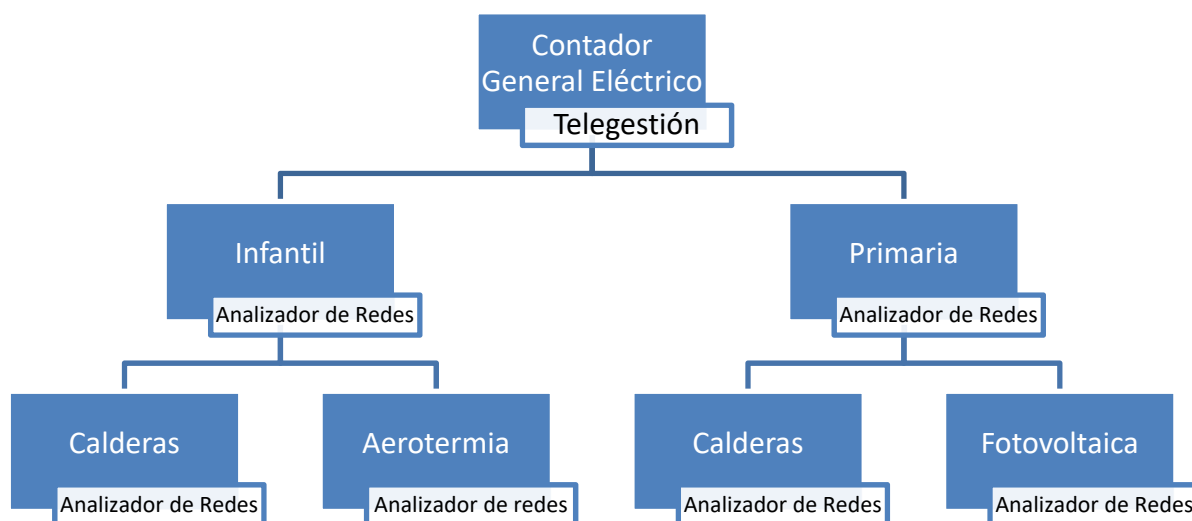 Contador
General Eléctrico
Telegestión
Infantil
Analizador de Redes
Primaria
Analizador de Redes
Calderas
Analizador de Redes
Aerotermia
Analizador de redes
Calderas
Analizador de Redes
Fotovoltaica
Analizador de Redes